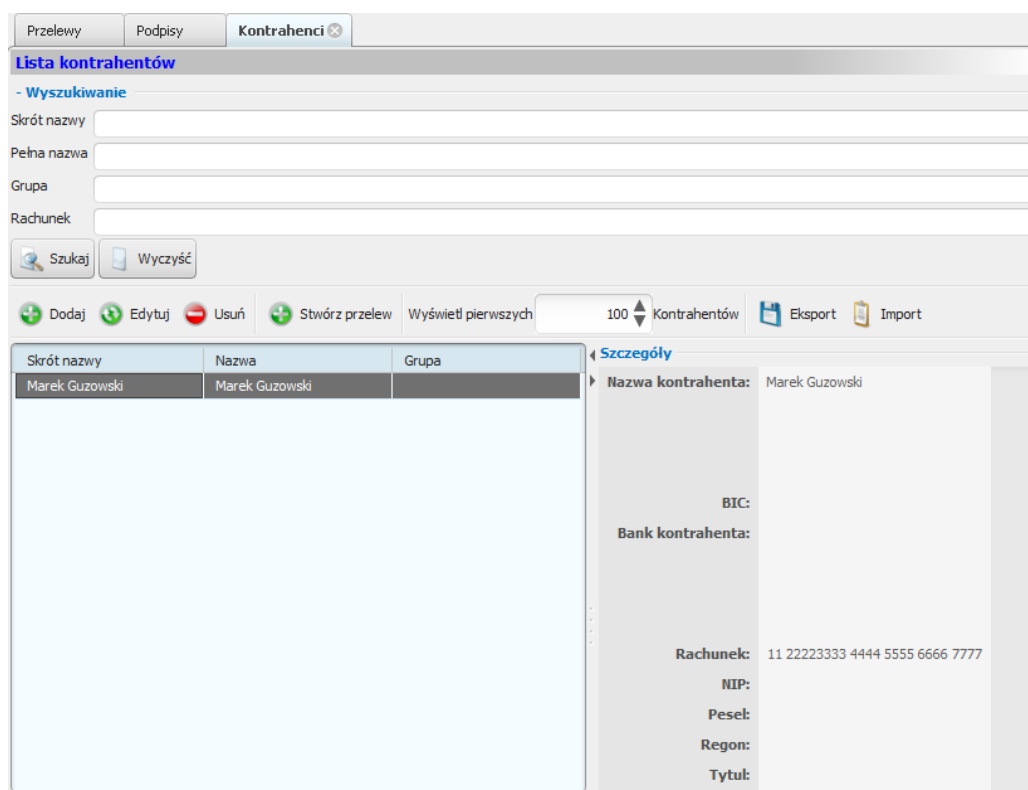 Przelewy Podpisy Kontrahenci
Lista kontrahentów
- Wyszukiwanie
Skrót nazwy
Pełna nazwa
Grupa
Rachunek
Szukaj Wyczyść
Dodaj Edytuj Usuń Stwórz przelew Wyświetl pierwszych 100 Kontrahentów Eksport Import
Skrót nazwy Nazwa Grupa
Marek Guzowski Marek Guzowski
Szczegóły
Nazwa kontrahenta: Marek Guzowski
BIC:
Bank kontrahenta:
Rachunek: 11 22223333 4444 5555 6666 7777
NIP:
Pesel:
Regon:
Tytuł: